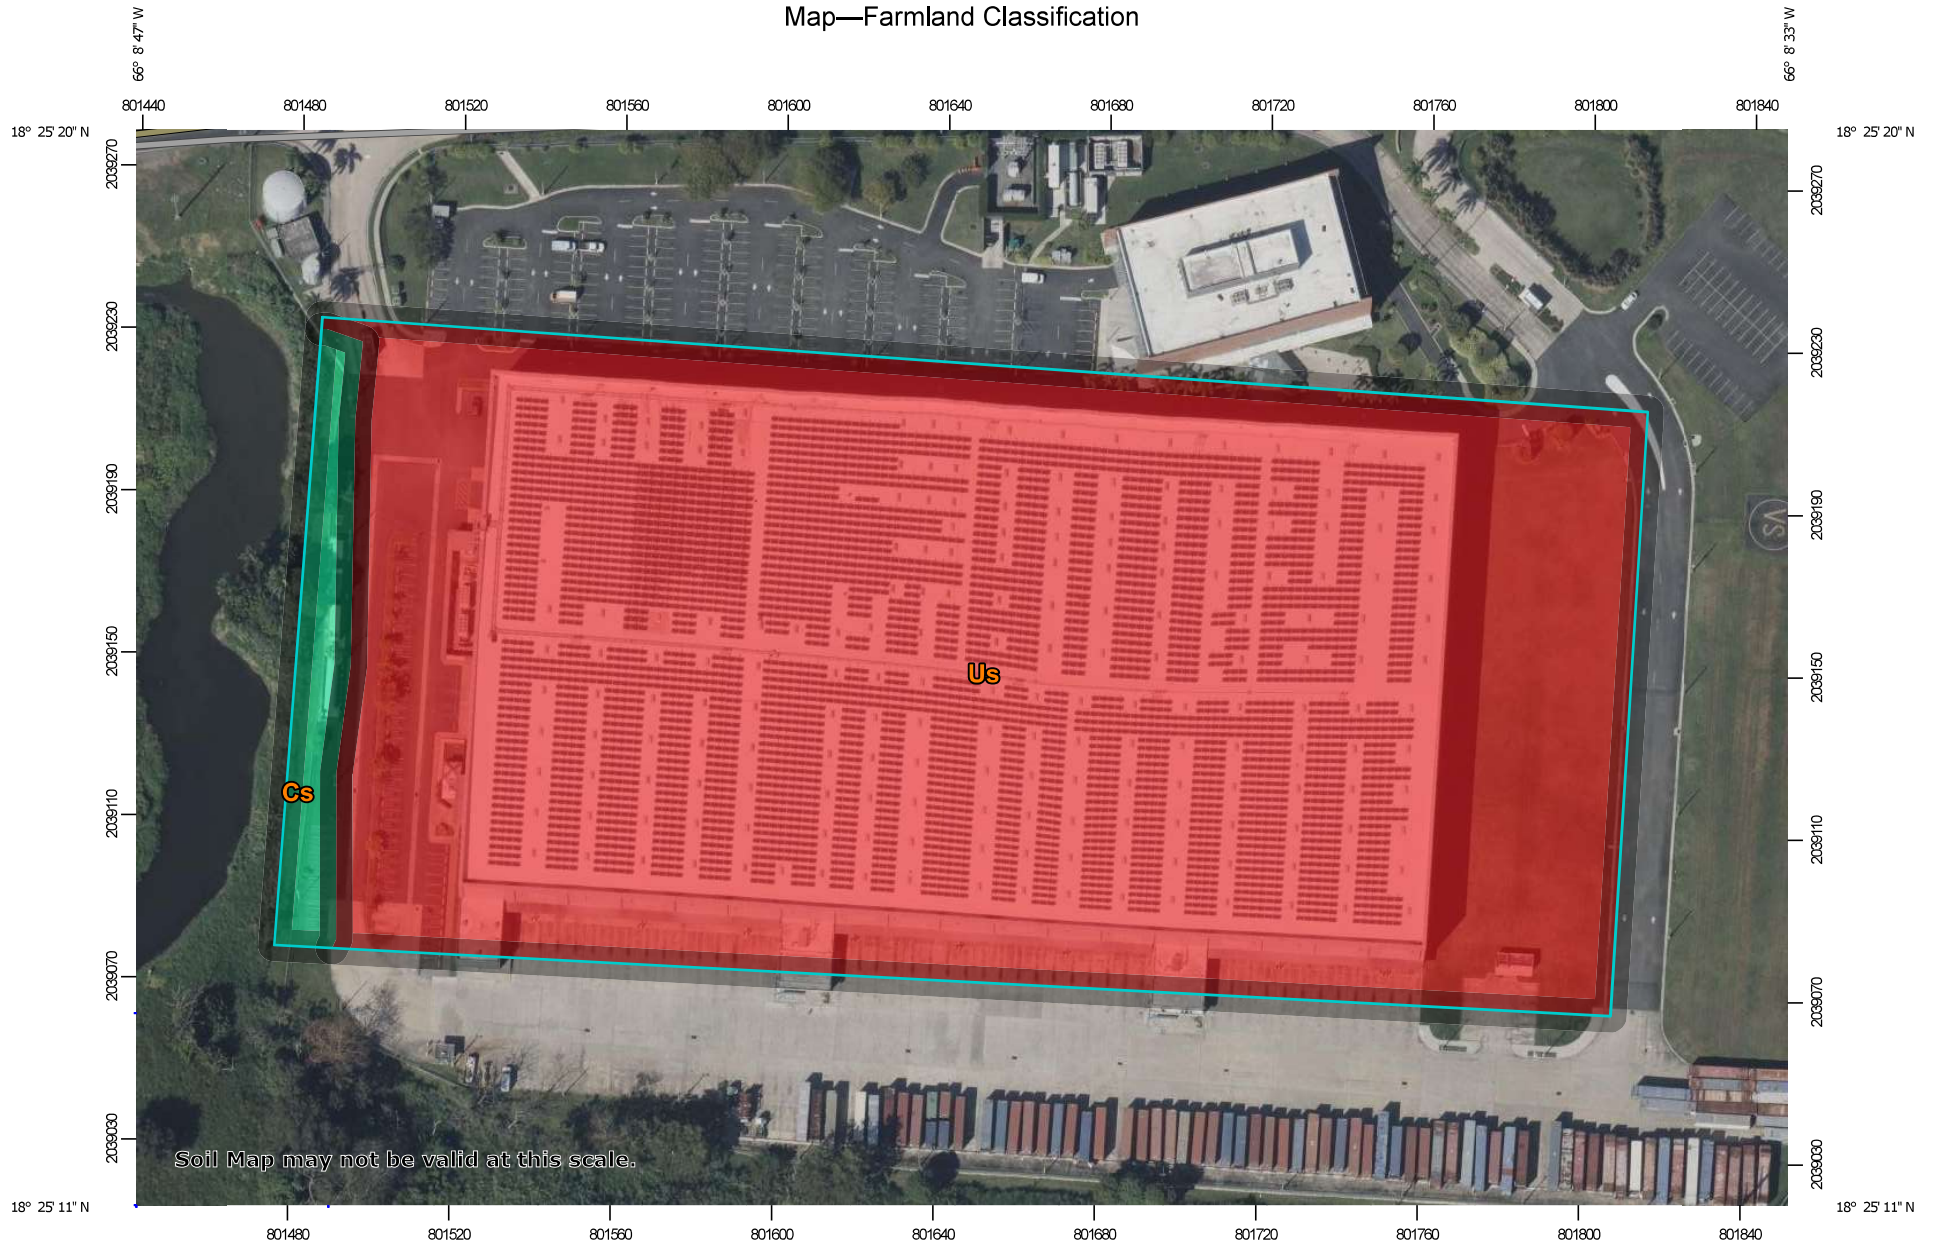 Map—Farmland Classification
66° 8' 47" W
66° 8' 33" W
801440 801480 801520 801560 801600 801640 801680 801720 801760 801800 801840
18° 25' 20" N
18° 25' 20" N
2039270
2039270
2039230
2039230
2039190
2039190
VS
2039150
2039150
Us
Cs
2039110
2039110
2039070
2039070
2039030
2039030
Soil Map may not be valid at this scale.
18° 25' 11" N
18° 25' 11" N
801480 801520 801560 801600 801640 801680 801720 801760 801800 801840